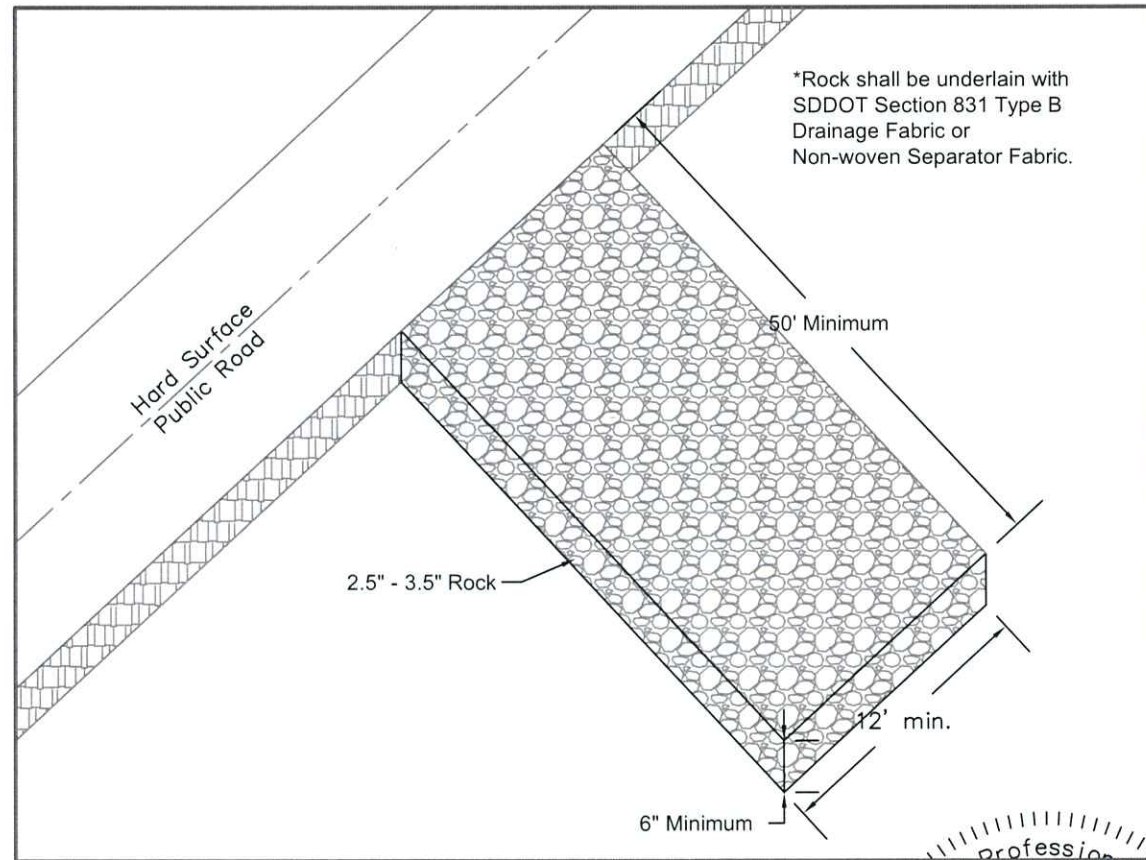 *Rock shall be underlain with
SDDOT Section 831 Type B
Drainage Fabric or
Non-woven Separator Fabric.
50' Minimum
Hard Surface
Public Road
2.5" - 3.5" Rock
12' min.
6" Minimum